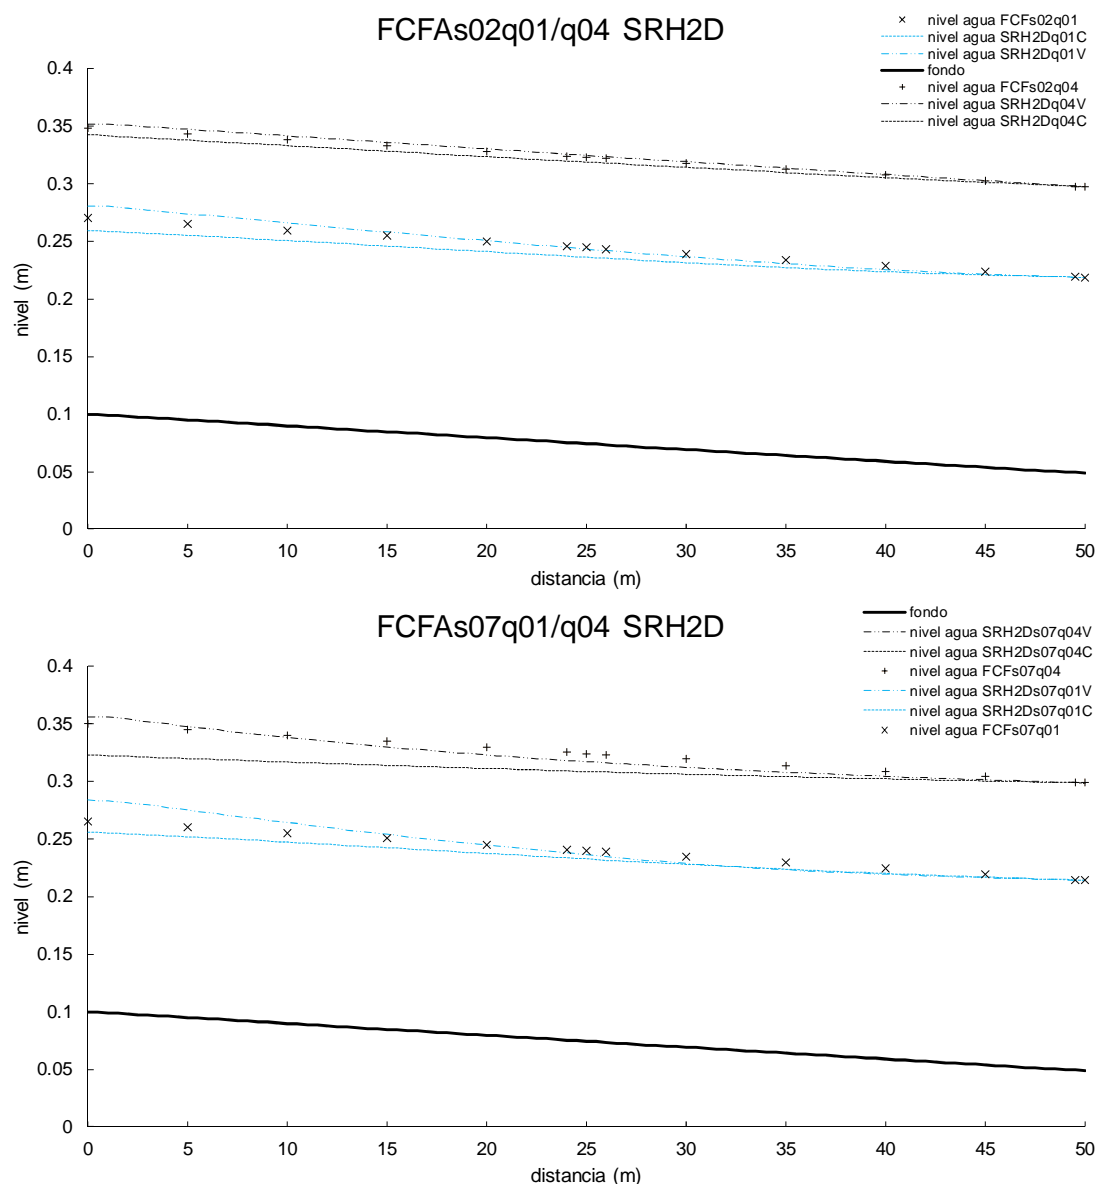 FCFAs02q01/q04 SRH2D
nivel agua FCFs02q01
nivel agua SRH2Dq01C
nivel agua SRH2Dq01V
fondo
nivel agua FCFs02q04
nivel agua SRH2Dq04V
nivel agua SRH2Dq04C
0.4
0.35
0.3
0.25
0.2
0.15
0.1
0.05
0
nivel (m)
0 5 10 15 20 25 30 35 40 45 50
distancia (m)
FCFAs07q01/q04 SRH2D
fondo
nivel agua SRH2Ds07q04V
nivel agua SRH2Ds07q04C
nivel agua FCFs07q04
nivel agua SRH2Ds07q01V
nivel agua SRH2Ds07q01C
nivel agua FCFs07q01
0.4
0.35
0.3
0.25
0.2
0.15
0.1
0.05
0
nivel (m)
0 5 10 15 20 25 30 35 40 45 50
distancia (m)